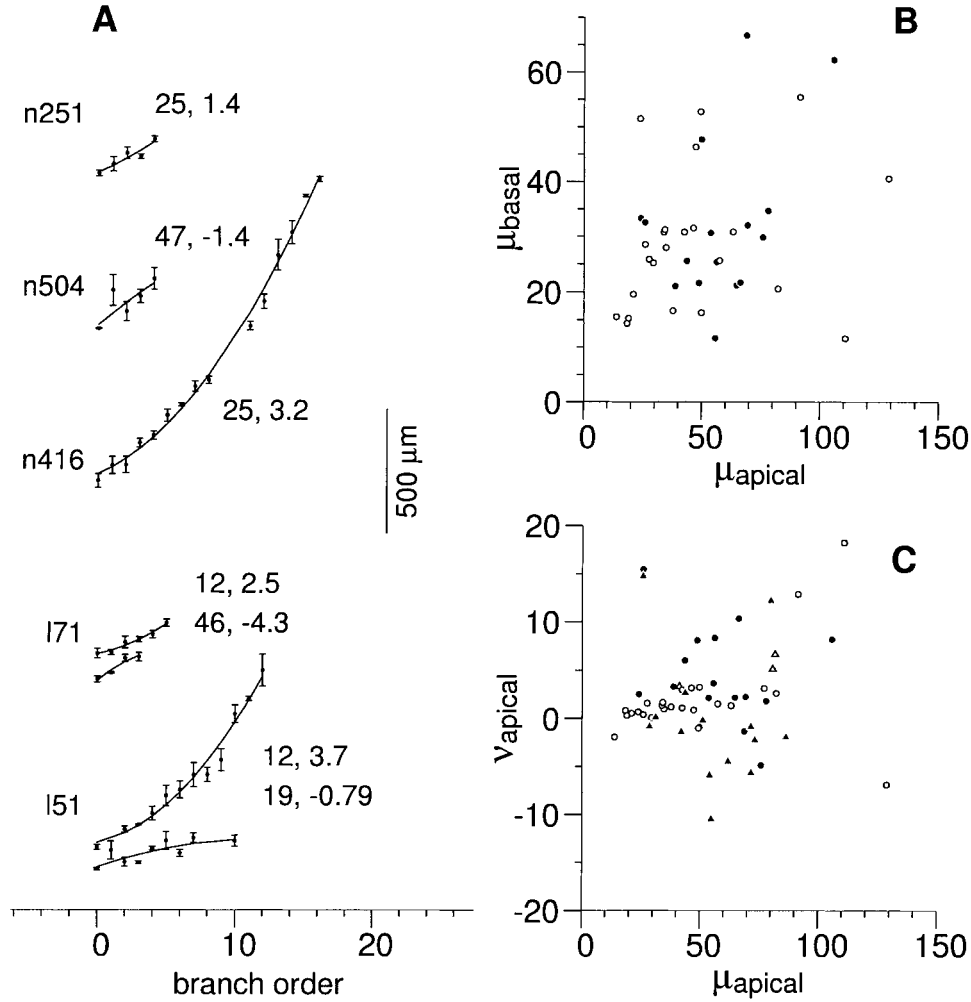 A
n251
25, 1.4
n504
47, -1.4
n416
25, 3.2
500 µm
l71
12, 2.5
46, -4.3
l51
12, 3.7
19, -0.79
0
10
20
branch order
B
60
40
20
0
µbasal
0
50
100
150
µapical
C
20
10
0
-10
-20
νapical
0
50
100
150
µapical